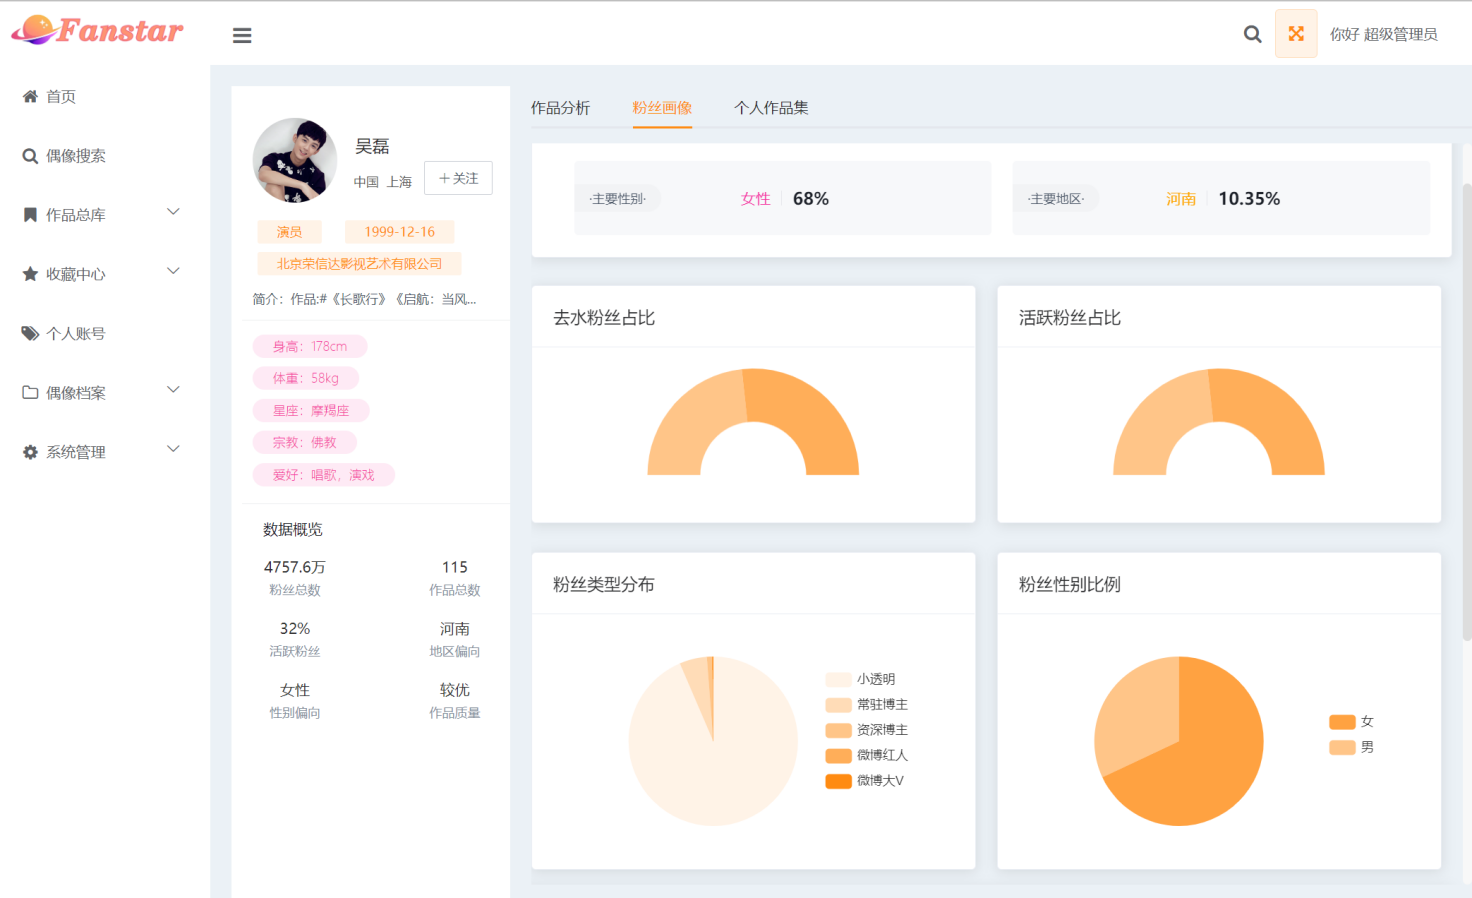 Fanstar
你好 超级管理员
首页
偶像搜索
作品总库
收藏中心
个人账号
偶像档案
系统管理
吴磊
中国 上海
+关注
演员
1999-12-16
北京荣信达影视艺术有限公司
简介：作品:#《长歌行》《启航：当风...
身高：178cm
体重：58kg
星座：摩羯座
宗教：佛教
爱好：唱歌，演戏
数据概览
4757.6万 115
粉丝总数 作品总数
32% 河南
活跃粉丝 地区偏向
女性 较优
性别偏向 作品质量
作品分析 粉丝画像 个人作品集
·主要性别· 女性 68%
·主要地区· 河南 10.35%
去水粉丝占比
活跃粉丝占比
粉丝类型分布
小透明
常驻博主
资深博主
微博红人
微博大V
粉丝性别比例
女
男